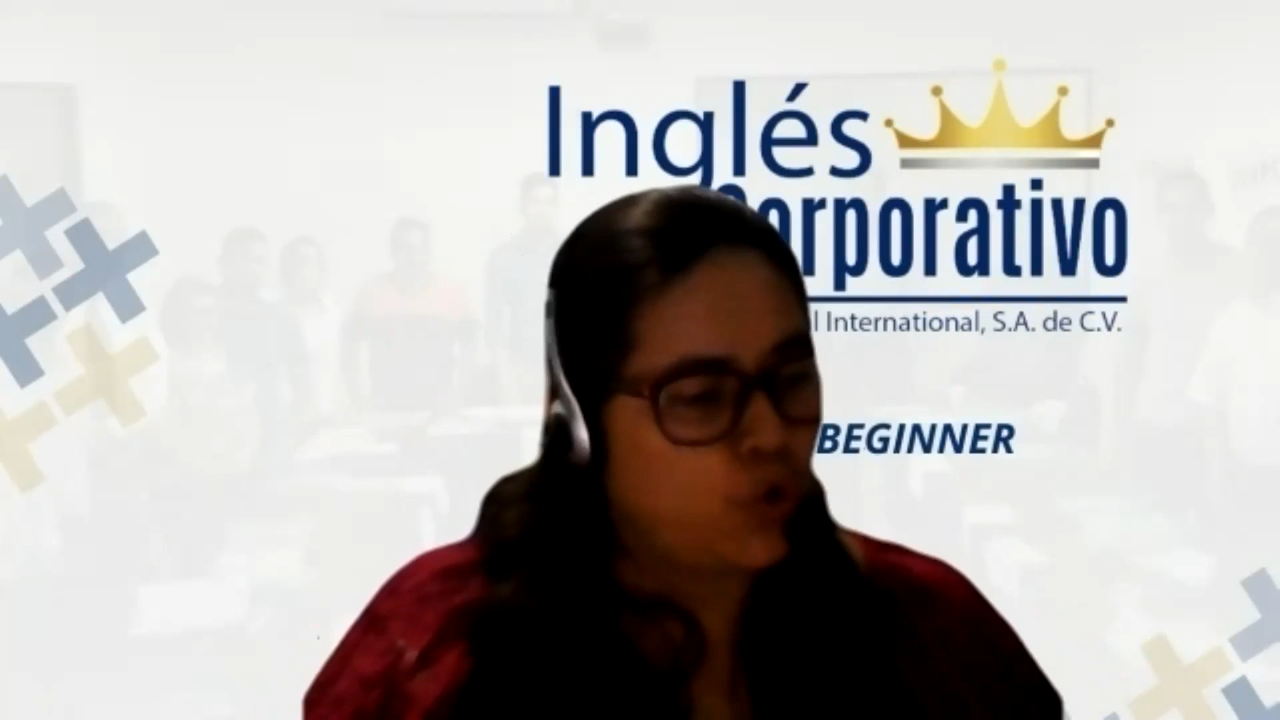 Inglés
orporativo
l International, S.A. de C.V.
BEGINNER